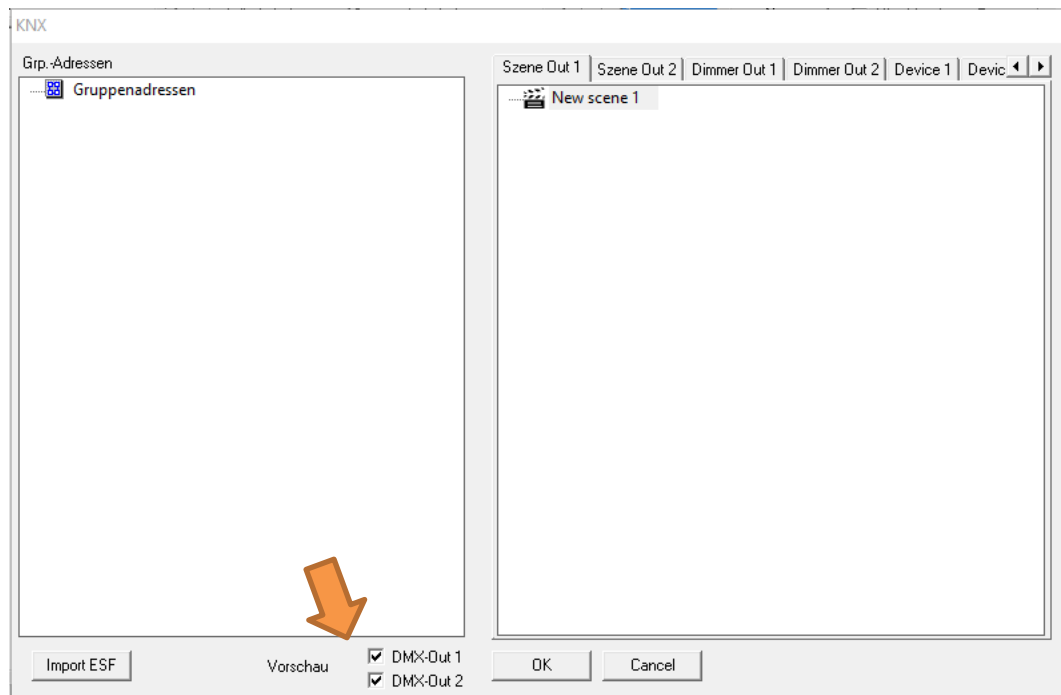 KNX
Grp.-Adressen
Gruppenadressen
Szene Out 1 Szene Out 2 Dimmer Out 1 Dimmer Out 2 Device 1 Devic
New scene 1
Import ESF
Vorschau
DMX-Out 1
DMX-Out 2
OK
Cancel